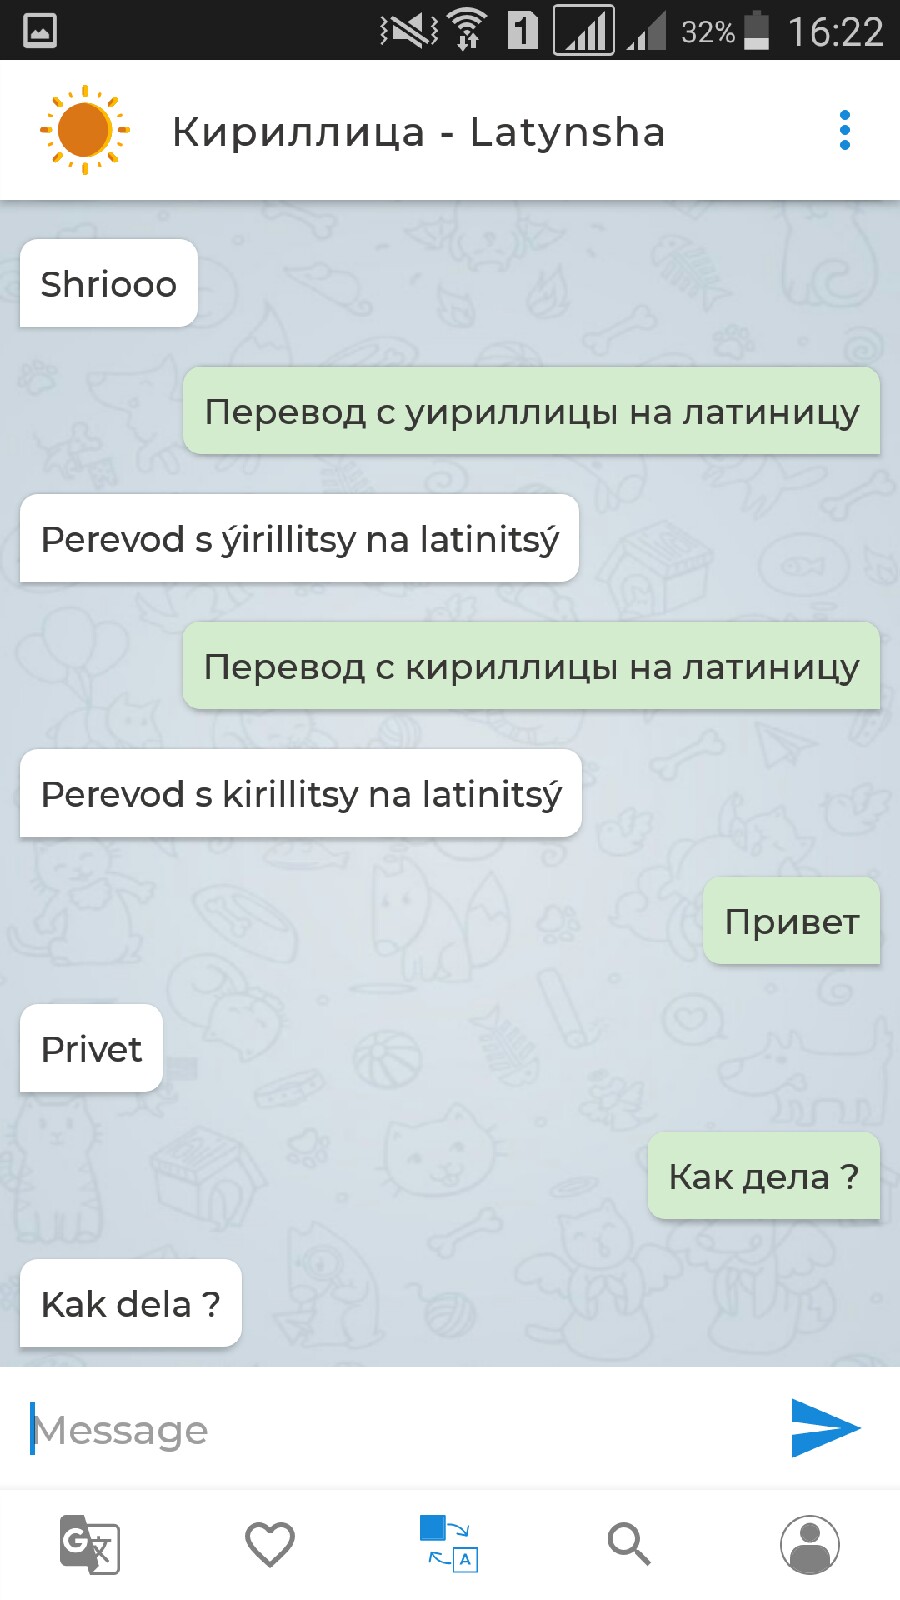 1 32% 16:22
Кириллица - Latynsha
Shriooo
Перевод с уириллицы на латиницу
Perevod s ýirillitsy na latinitsý
Перевод с кириллицы на латиницу
Perevod s kirillitsy na latinitsý
Привет
Privet
Как дела ?
Kak dela ?
Message
G 文 A